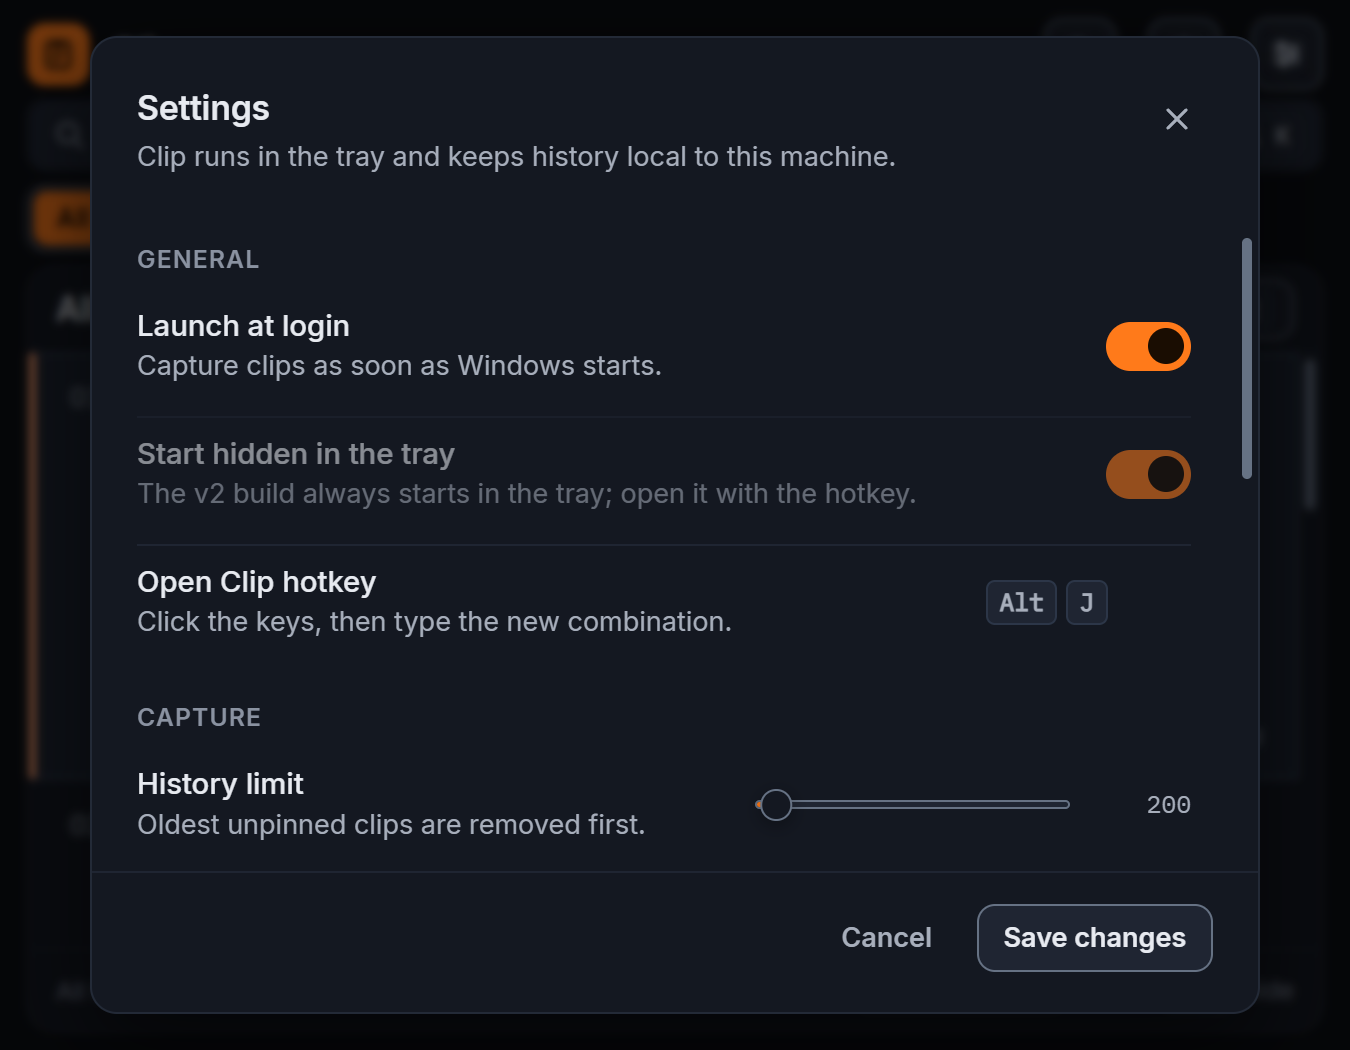 Settings
Clip runs in the tray and keeps history local to this machine.
GENERAL
Launch at login
Capture clips as soon as Windows starts.
Start hidden in the tray
The v2 build always starts in the tray; open it with the hotkey.
Open Clip hotkey
Click the keys, then type the new combination.
Alt J
CAPTURE
History limit
Oldest unpinned clips are removed first.
200
Cancel
Save changes